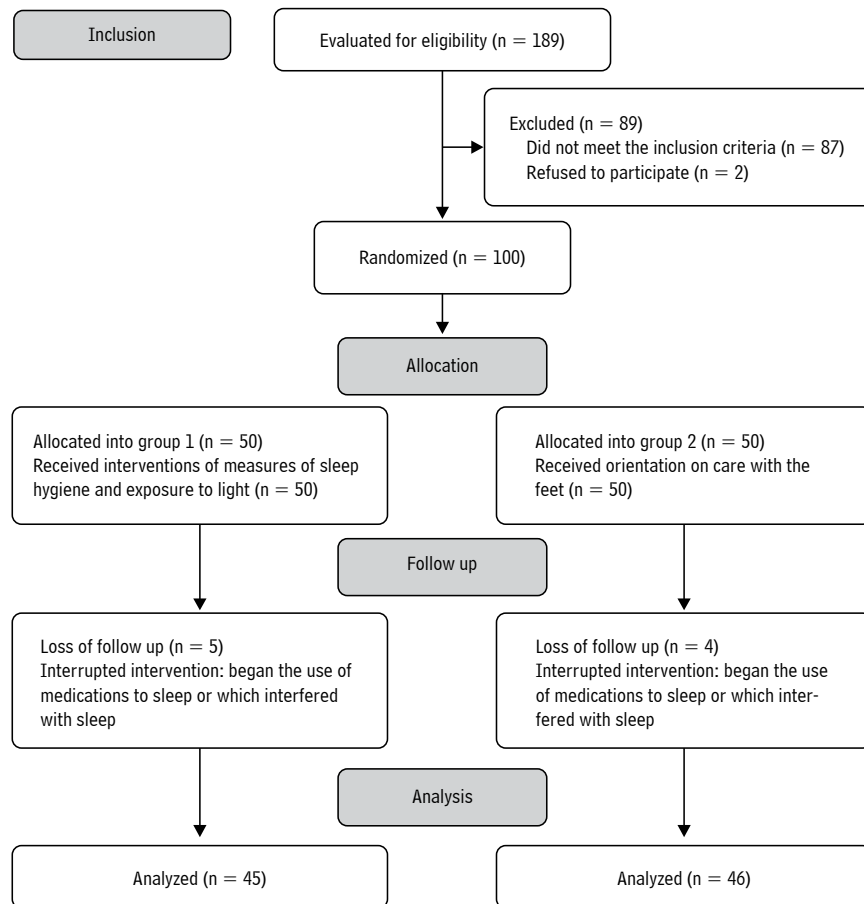 Inclusion
Evaluated for eligibility (n = 189)
Excluded (n = 89)
Did not meet the inclusion criteria (n = 87)
Refused to participate (n = 2)
Randomized (n = 100)
Allocation
Allocated into group 1 (n = 50)
Received interventions of measures of sleep
hygiene and exposure to light (n = 50)
Allocated into group 2 (n = 50)
Received orientation on care with the
feet (n = 50)
Follow up
Loss of follow up (n = 5)
Interrupted intervention: began the use of
medications to sleep or which interfered
with sleep
Loss of follow up (n = 4)
Interrupted intervention: began the use
of medications to sleep or which inter-
fered with sleep
Analysis
Analyzed (n = 45)
Analyzed (n = 46)